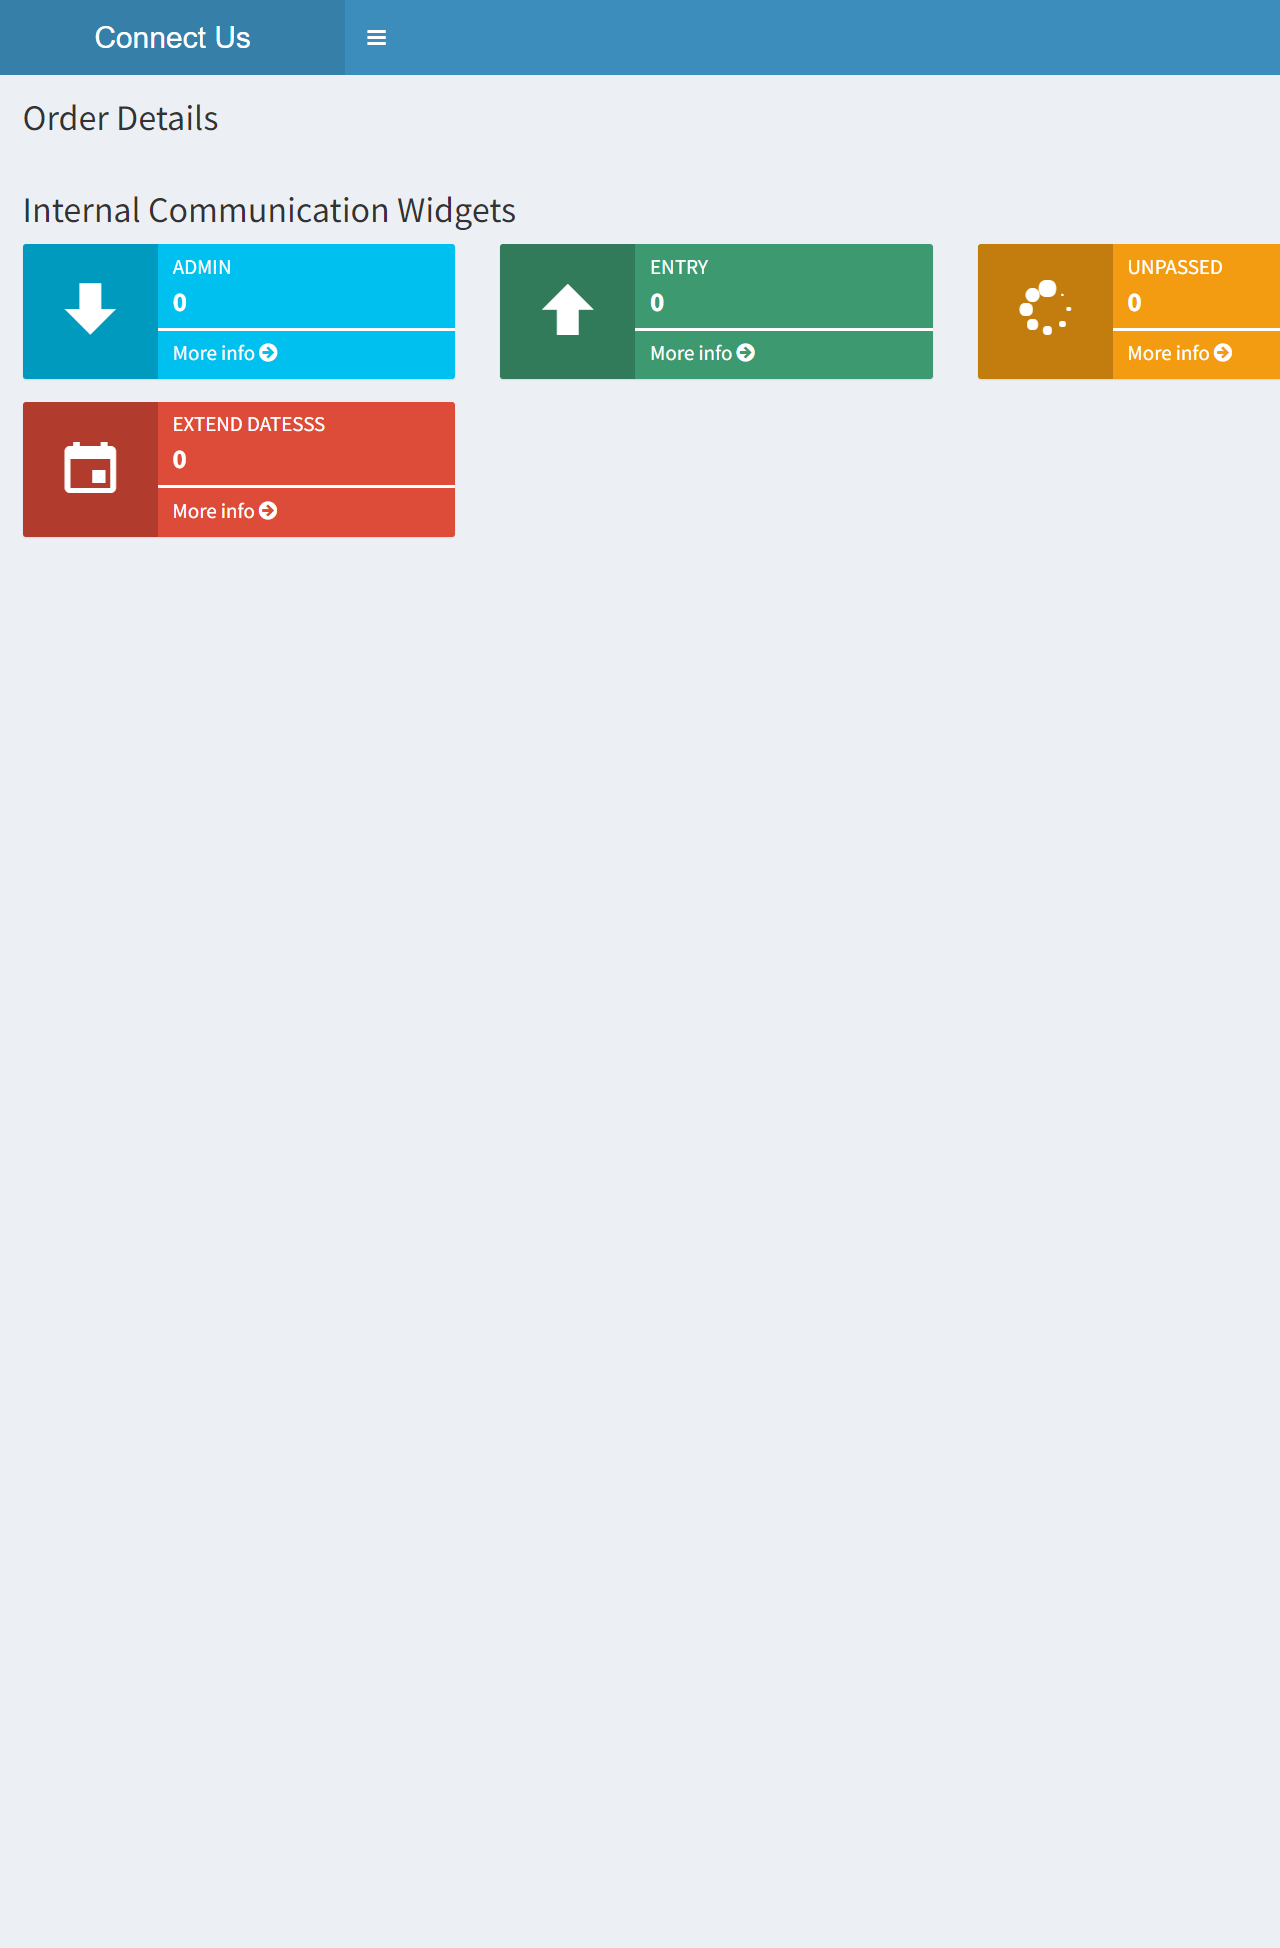 Connect Us
Order Details
Internal Communication Widgets
ADMIN
0
More info
ENTRY
0
More info
UNPASSED
0
More info
EXTEND DATESSS
0
More info